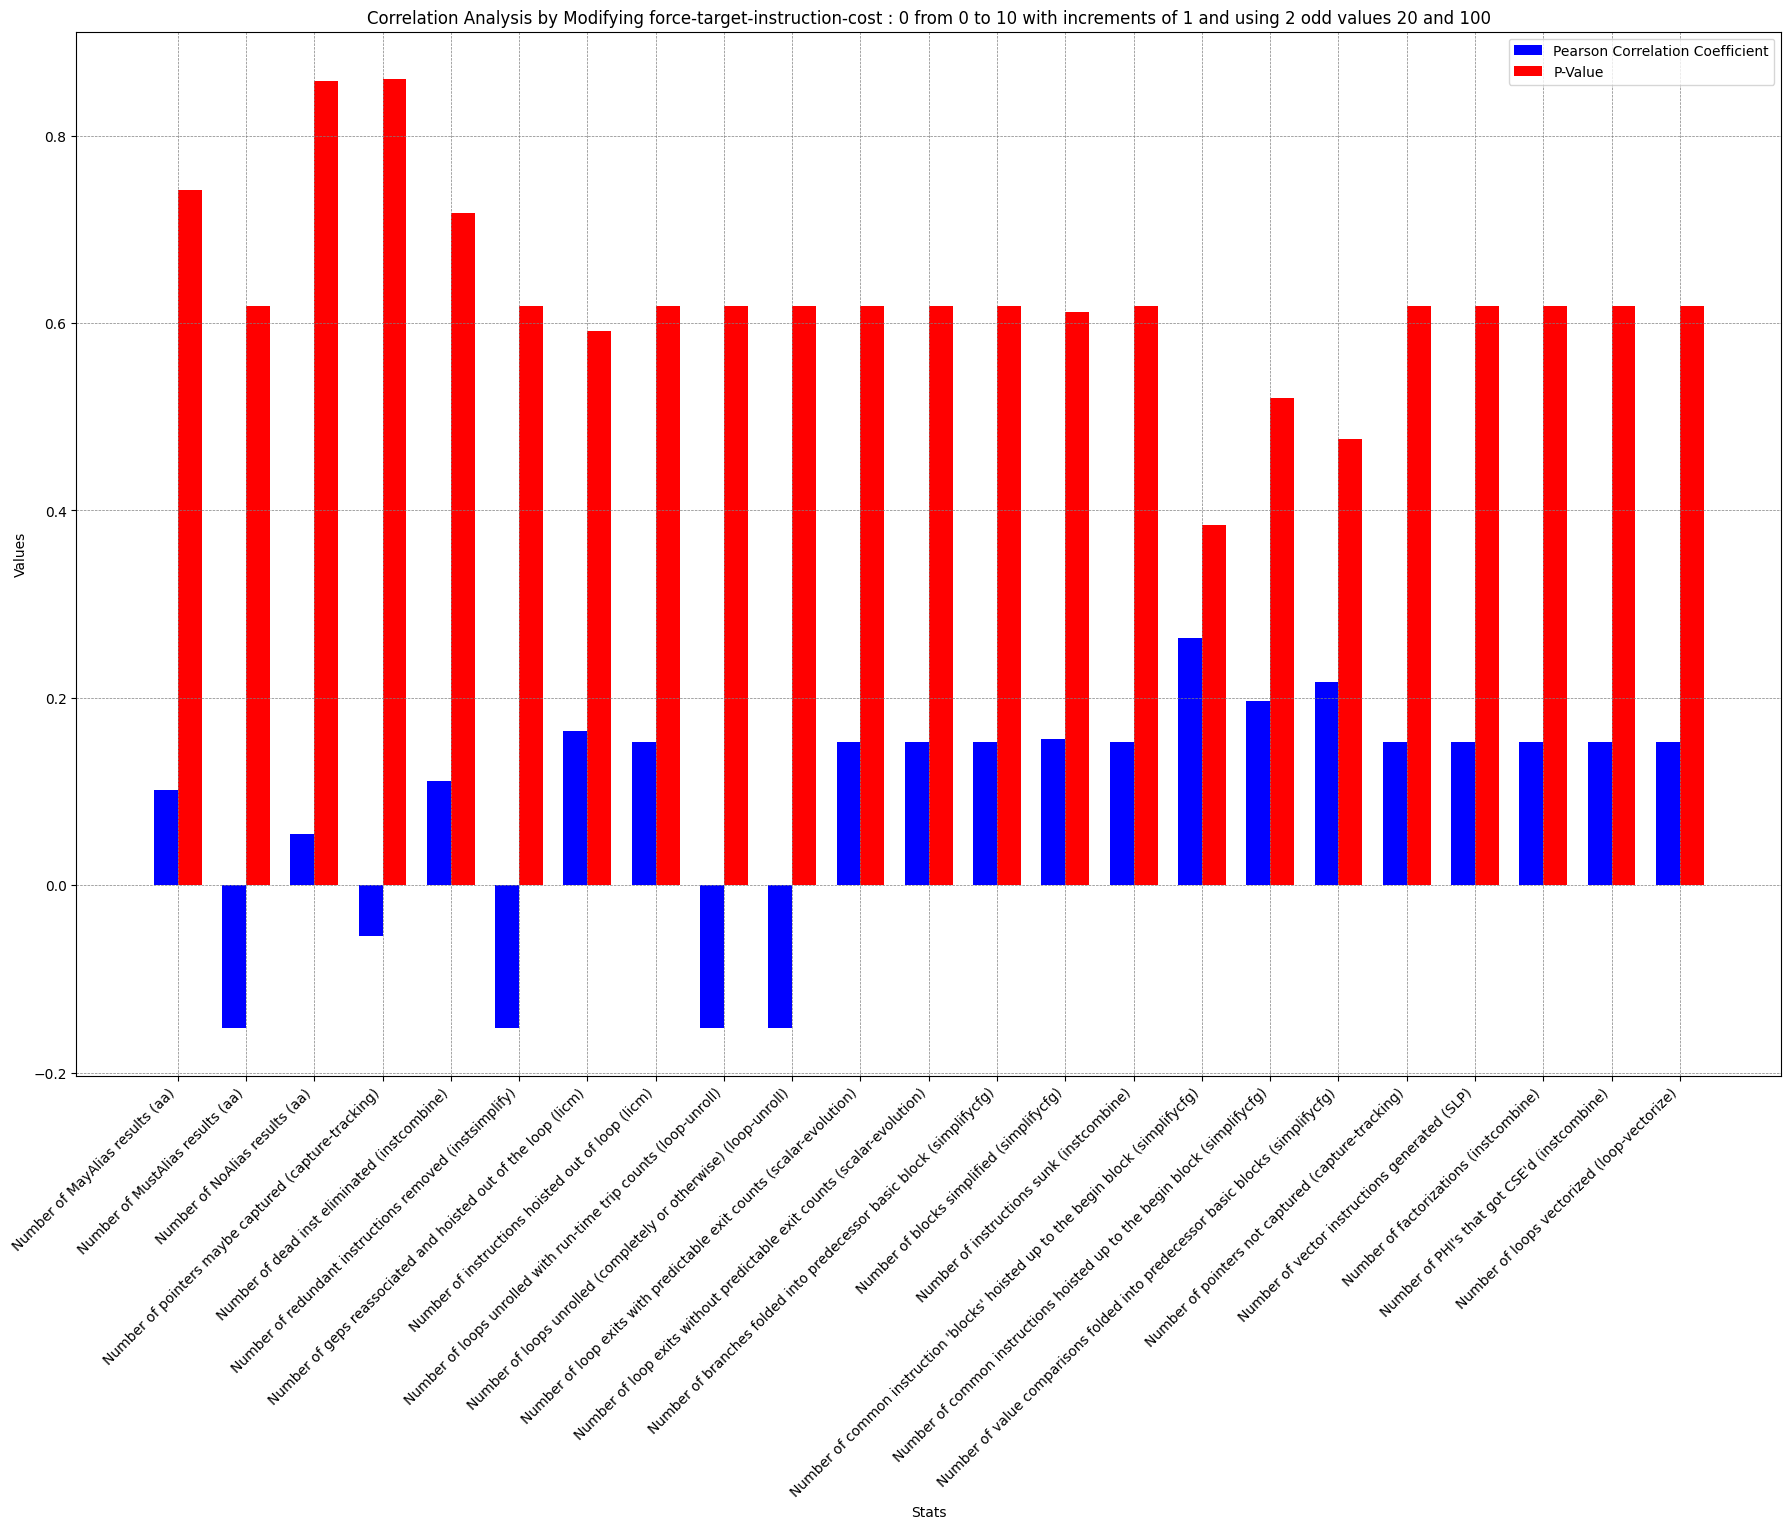 Correlation Analysis by Modifying force-target-instruction-cost : 0 from 0 to 10 with increments of 1 and using 2 odd values 20 and 100
Pearson Correlation Coefficient
P-Value
Values
0.8
0.6
0.4
0.2
0.0
−0.2
Number of MayAlias results (aa)
Number of MustAlias results (aa)
Number of NoAlias results (aa)
Number of pointers maybe captured (capture-tracking)
Number of dead inst eliminated (instcombine)
Number of redundant instructions removed (instsimplify)
Number of geps reassociated and hoisted out of the loop (licm)
Number of instructions hoisted out of loop (licm)
Number of loops unrolled with run-time trip counts (loop-unroll)
Number of loops unrolled (completely or otherwise) (loop-unroll)
Number of loop exits with predictable exit counts (scalar-evolution)
Number of loop exits without predictable exit counts (scalar-evolution)
Number of branches folded into predecessor basic block (simplifycfg)
Number of blocks simplified (simplifycfg)
Number of instructions sunk (instcombine)
Number of common instruction 'blocks' hoisted up to the begin block (simplifycfg)
Number of common instructions hoisted up to the begin block (simplifycfg)
Number of value comparisons folded into predecessor basic blocks (simplifycfg)
Number of pointers not captured (capture-tracking)
Number of vector instructions generated (SLP)
Number of factorizations (instcombine)
Number of PHI's that got CSE'd (instcombine)
Number of loops vectorized (loop-vectorize)
Stats